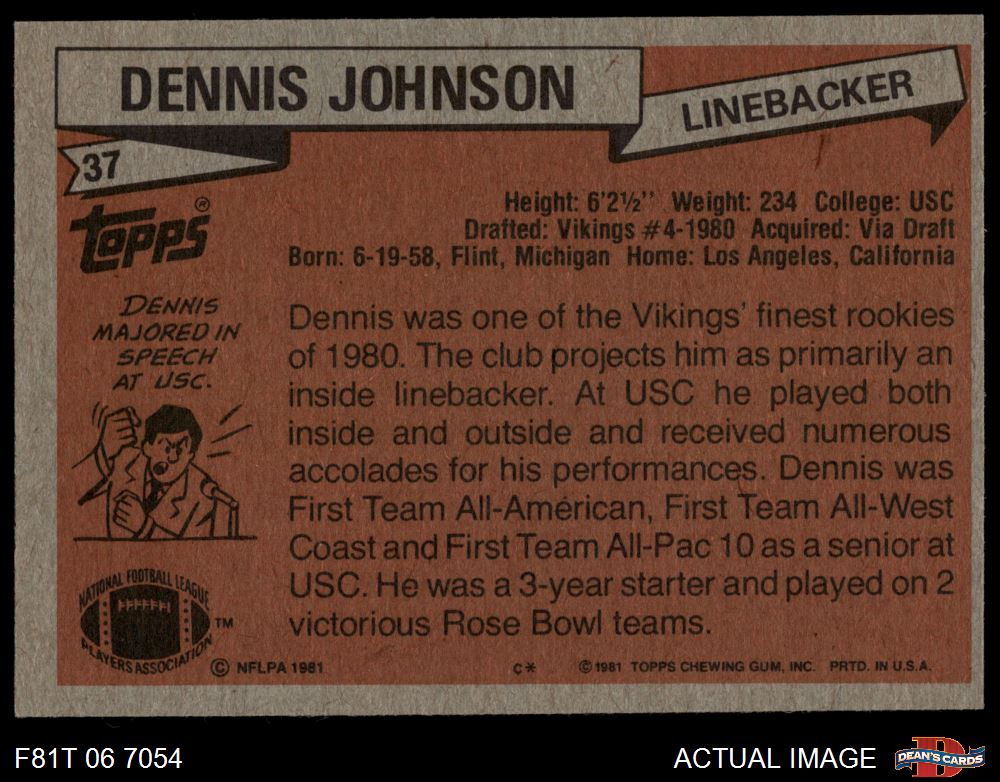 DENNIS JOHNSON
LINEBACKER
37
TOPPS®
Height: 6'2½'' Weight: 234 College: USC
Drafted: Vikings #4-1980 Acquired: Via Draft
Born: 6-19-58, Flint, Michigan Home: Los Angeles, California
DENNIS
MAJORED IN
SPEECH
AT USC.
Dennis was one of the Vikings' finest rookies
of 1980. The club projects him as primarily an
inside linebacker. At USC he played both
inside and outside and received numerous
accolades for his performances. Dennis was
First Team All-American, First Team All-West
Coast and First Team All-Pac 10 as a senior at
USC. He was a 3-year starter and played on 2
victorious Rose Bowl teams.
NATIONAL FOOTBALL LEAGUE
PLAYERS ASSOCIATION
TM
© NFLPA 1981
C*
© 1981 TOPPS CHEWING GUM, INC. PRTD. IN U.S.A.
F81T 06 7054
ACTUAL IMAGE
D
DEAN'S CARDS